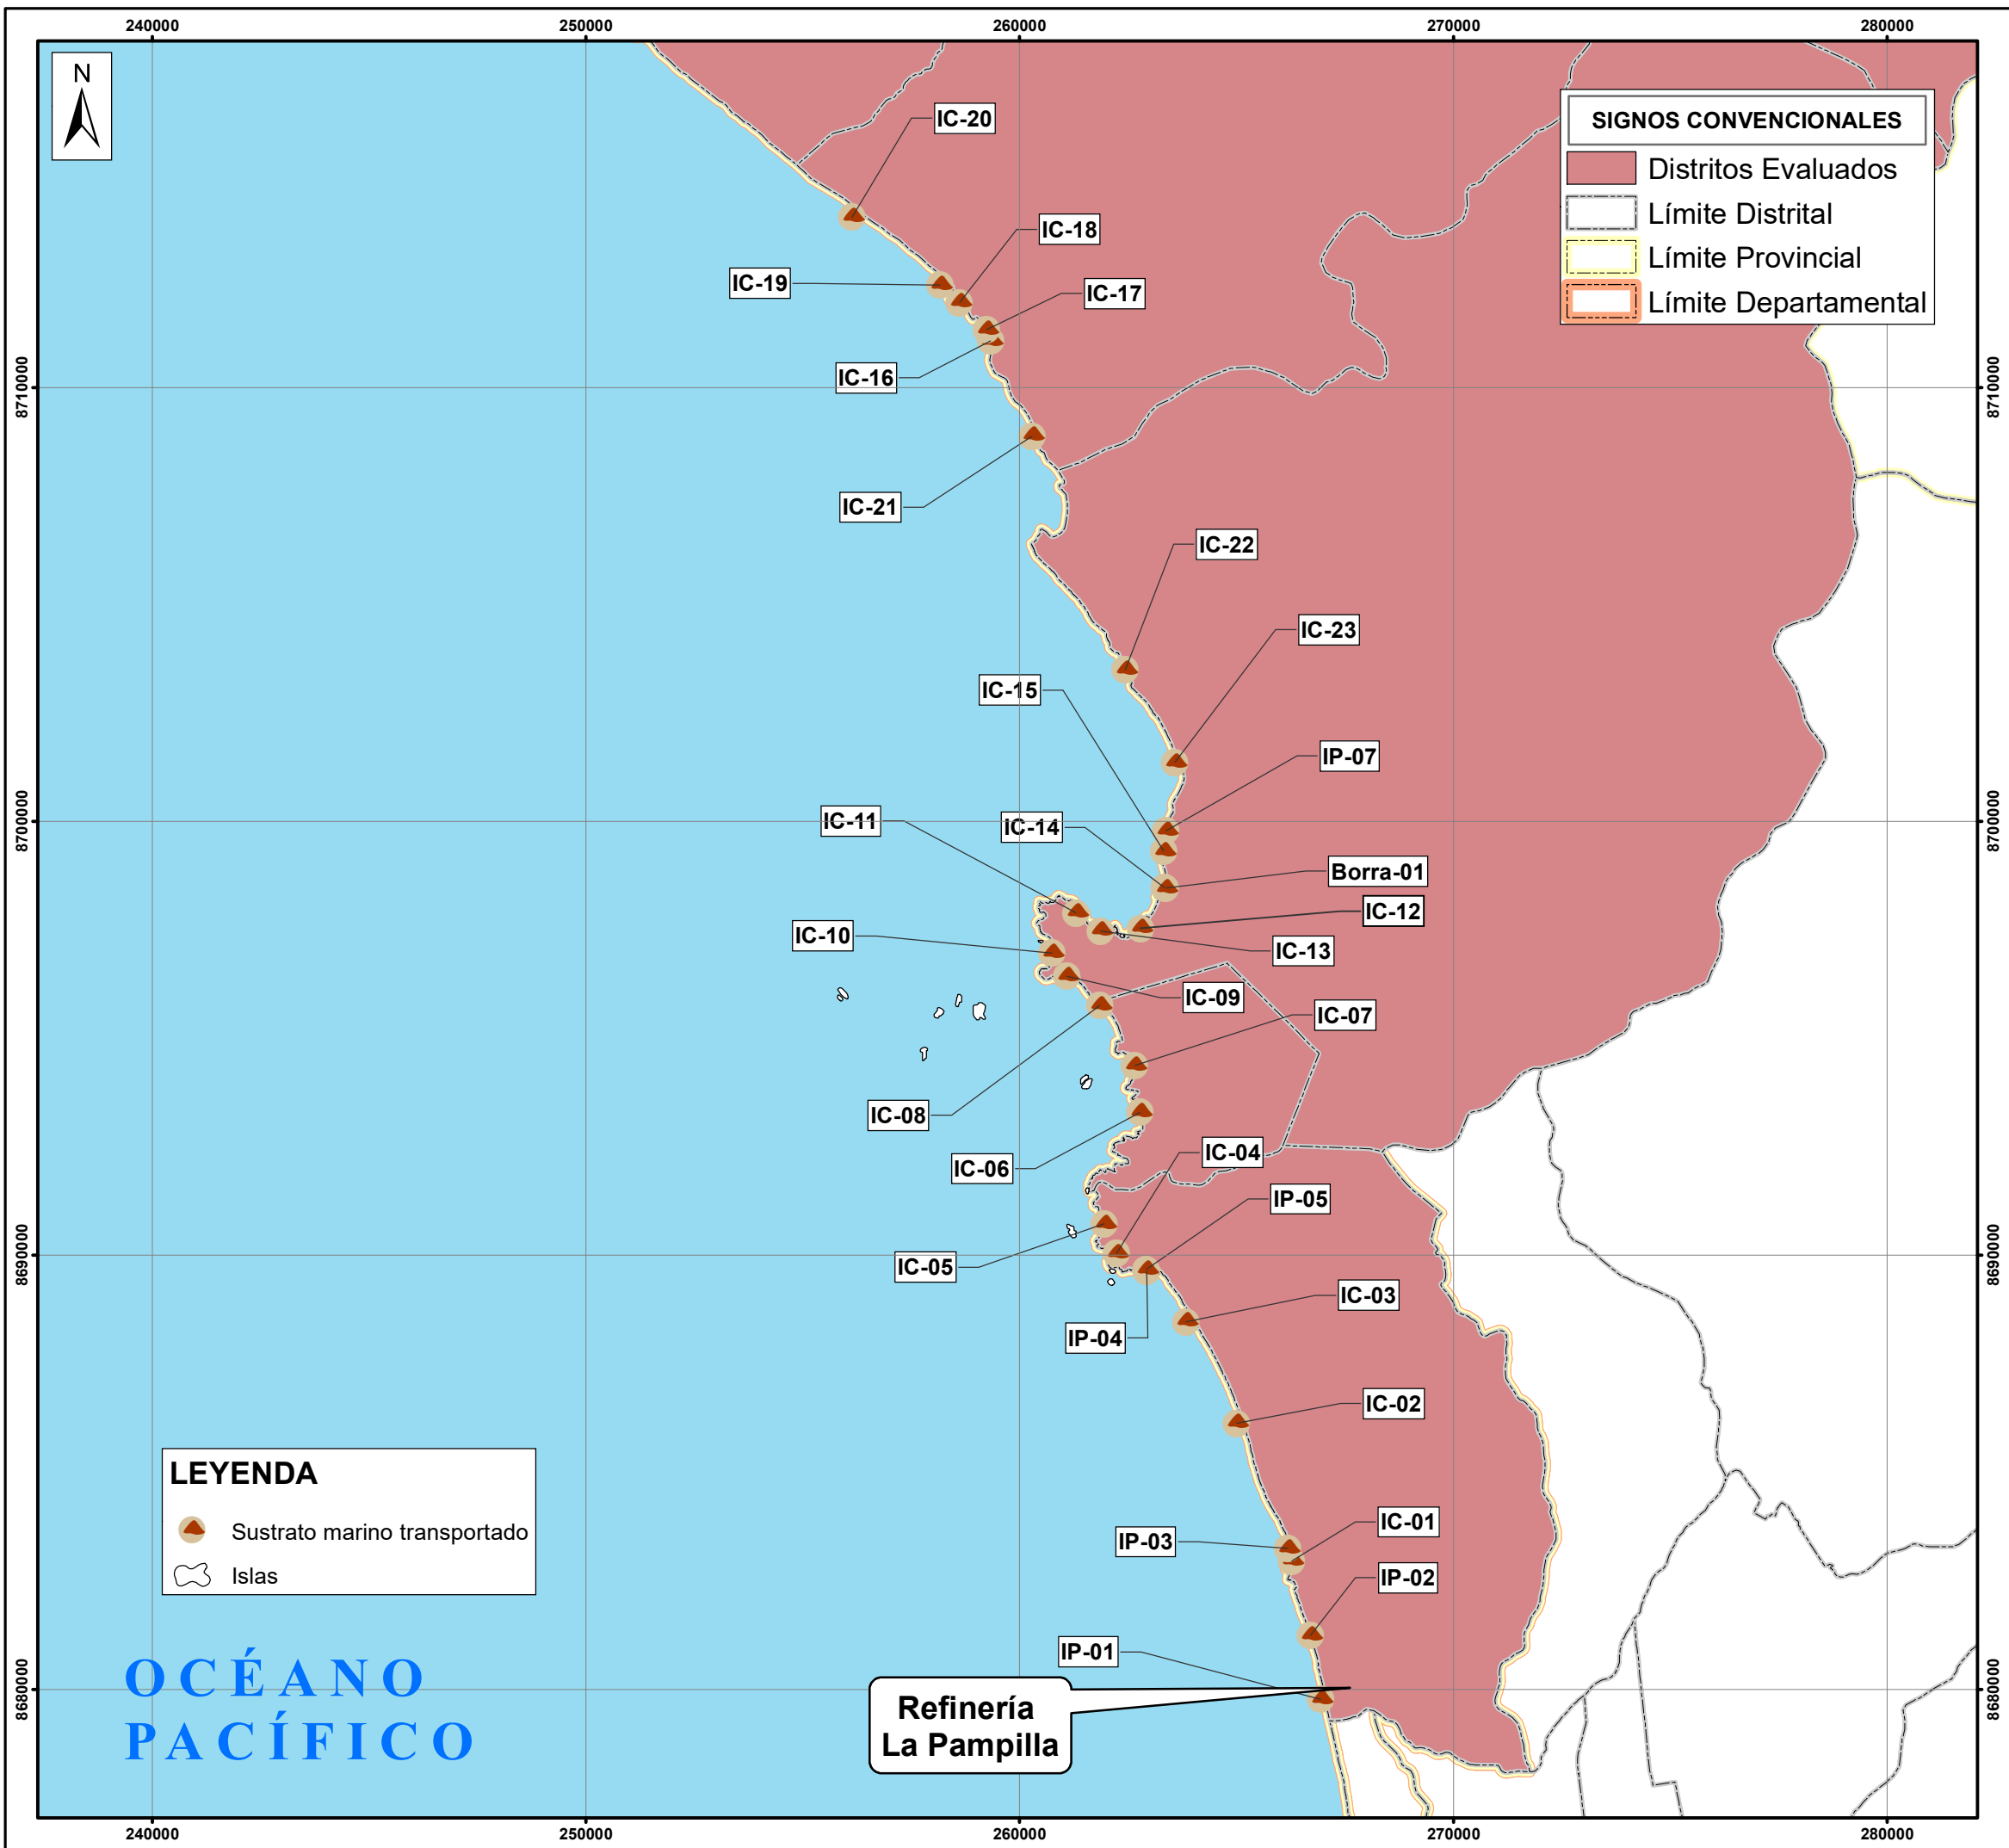 240000
250000
260000
270000
280000
N
SIGNOS CONVENCIONALES
Distritos Evaluados
Límite Distrital
Límite Provincial
Límite Departamental
IC-20
IC-18
IC-19
IC-17
IC-16
8710000
8710000
IC-21
IC-22
IC-23
IC-15
IP-07
IC-11
IC-14
8700000
8700000
Borra-01
IC-12
IC-10
IC-13
IC-09
IC-07
IC-08
IC-04
IC-06
IP-05
8690000
8690000
IC-05
IC-03
IP-04
IC-02
LEYENDA
Sustrato marino transportado
Islas
IC-01
IP-03
IP-02
IP-01
8680000
8680000
OCÉANO
PACÍFICO
Refinería
La Pampilla
240000
250000
260000
270000
280000